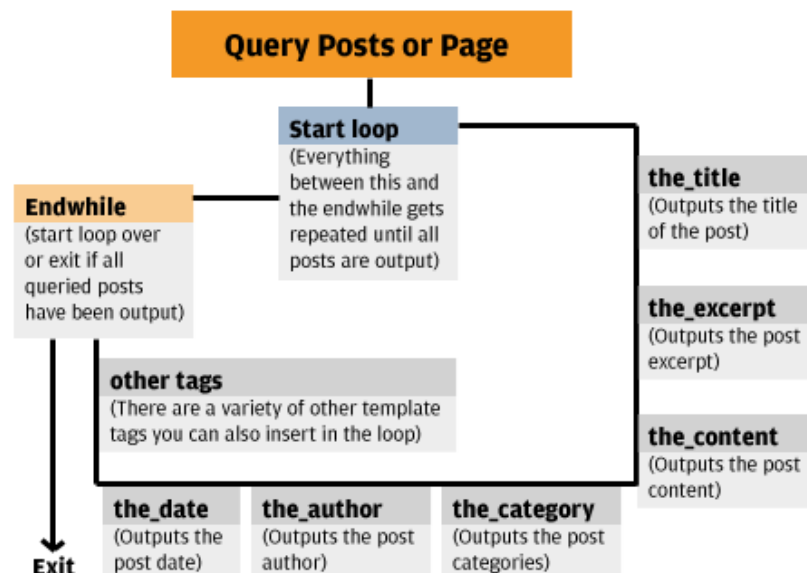 Query Posts or Page
Start loop
(Everything
between this and
the endwhile gets
repeated until all
posts are output)
the_title
(Outputs the title
of the post)
the_excerpt
(Outputs the post
excerpt)
the_content
(Outputs the post
content)
the_category
(Outputs the post
categories)
the_author
(Outputs the post
author)
the_date
(Outputs the
post date)
other tags
(There are a variety of other template
tags you can also insert in the loop)
Endwhile
(start loop over
or exit if all
queried posts
have been output)
Exit